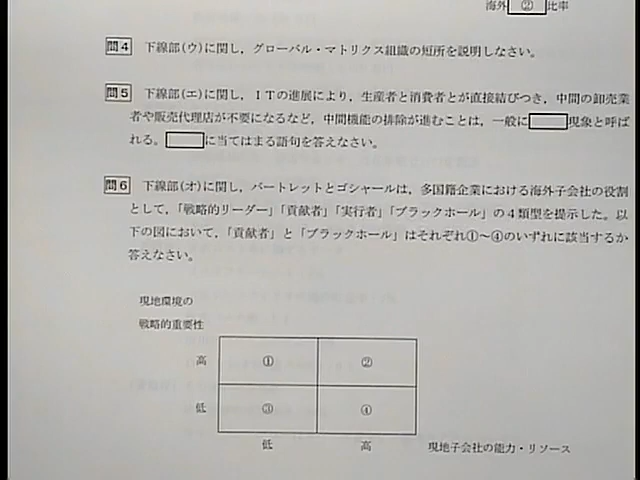 海外 ② 比率
問4 下線部(ウ)に関し，グローバル・マトリクス組織の短所を説明しなさい。
問5 下線部(エ)に関し，ITの進展により，生産者と消費者とが直接結びつき，中間の卸売業
者や販売代理店が不要になるなど，中間機能の排除が進むことは，一般に 現象と呼ば
れる。 に当てはまる語句を答えなさい。
問6 下線部(オ)に関し，バートレットとゴシャールは，多国籍企業における海外子会社の役割
として，「戦略的リーダー」「貢献者」「実行者」「ブラックホール」の4類型を提示した。以
下の図において，「貢献者」と「ブラックホール」はそれぞれ①～④のいずれに該当するか
答えなさい。
現地環境の
戦略的重要性
高 ① ②
低 ③ ④
低 高 現地子会社の能力・リソース